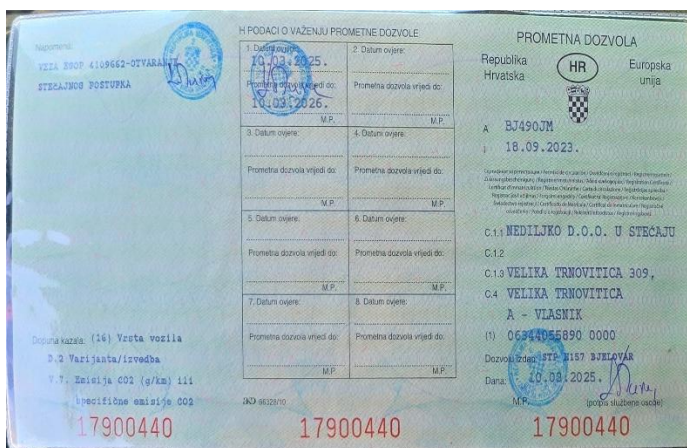 Napomena:
VEZA EROP 4109662-OTVARANJE
STEČAJNOG POSTUPKA
Dopuna kazala: (16) Vrsta vozila
D.2 Varijanta/izvedba
V.7. Emisija CO2 (g/km) ili
specifične emisije CO2
17900440
H PODACI O VAŽENJU PROMETNE DOZVOLE
1. Datum ovjere:
10.03.2025.
Prometna dozvola vrijedi do:
10.03.2026.
M.P.
2. Datum ovjere:
Prometna dozvola vrijedi do:
M.P.
3. Datum ovjere:
Prometna dozvola vrijedi do:
M.P.
4. Datum ovjere:
Prometna dozvola vrijedi do:
M.P.
5. Datum ovjere:
Prometna dozvola vrijedi do:
M.P.
6. Datum ovjere:
Prometna dozvola vrijedi do:
M.P.
7. Datum ovjere:
Prometna dozvola vrijedi do:
M.P.
8. Datum ovjere:
Prometna dozvola vrijedi do:
M.P.
17900440
PROMETNA DOZVOLA
Republika
Hrvatska
HR
Europska
unija
A BJ490JM
18.09.2023.
C.1.1 NEDILJKO D.O.O. U STEČAJU
C.1.2
C.1.3 VELIKA TRNOVITICA 309,
C.4 VELIKA TRNOVITICA
A - VLASNIK
(1) 06344055890 0000
Dozvolu izdao: STP H157 BJELOVAR
Dana: 10.03.2025.
M.P. (potpis službene osobe)
17900440